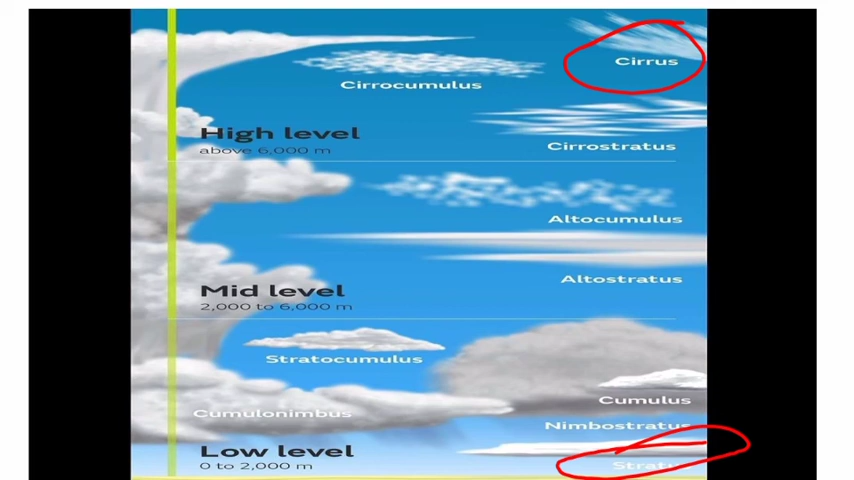 Cirrus
Cirrocumulus
High level
above 6,000 m
Cirrostratus
Altocumulus
Altostratus
Mid level
2,000 to 6,000 m
Stratocumulus
Cumulus
Cumulonimbus
Nimbostratus
Low level
0 to 2,000 m